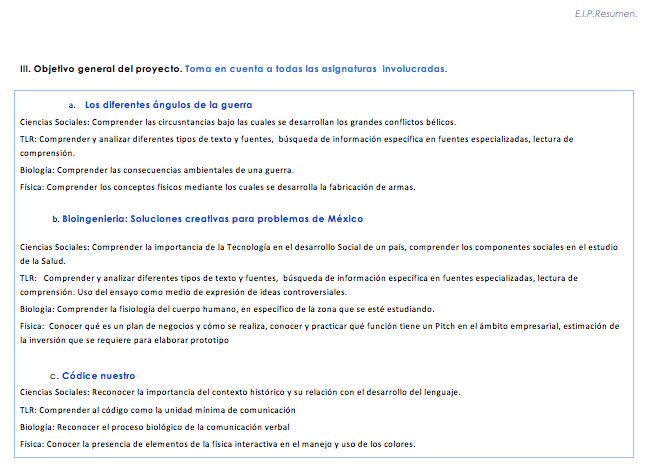 E.I.P.Resumen.
III. Objetivo general del proyecto. Toma en cuenta a todas las asignaturas involucradas.
a. Los diferentes ángulos de la guerra
Ciencias Sociales: Comprender las circusntancias bajo las cuales se desarrollan los grandes conflictos bélicos.
TLR: Comprender y analizar diferentes tipos de texto y fuentes, búsqueda de información específica en fuentes especializadas, lectura de
comprensión.
Biología: Comprender las consecuencias ambientales de una guerra.
Física: Comprender los conceptos físicos mediante los cuales se desarrolla la fabricación de armas.
b. Bioingenieria: Soluciones creativas para problemas de México
Ciencias Sociales: Comprender la importancia de la Tecnología en el desarrollo Social de un país, comprender los componentes sociales en el estudio
de la Salud.
TLR: Comprender y analizar diferentes tipos de texto y fuentes, búsqueda de información específica en fuentes especializadas, lectura de
comprensión. Uso del ensayo como medio de expresión de ideas controversiales.
Biología: Comprender la fisiología del cuerpo humano, en específico de la zona que se esté estudiando.
Física: Conocer qué es un plan de negocios y cómo se realiza, conocer y practicar qué función tiene un Pitch en el ámbito empresarial, estimación de
la inversión que se requiere para elaborar prototipo
c. Códice nuestro
Ciencias Sociales: Reconocer la importancia del contexto histórico y su relación con el desarrollo del lenguaje.
TLR: Comprender al código como la unidad mínima de comunicación
Biología: Reconocer el proceso biológico de la comunicación verbal
Física: Conocer la presencia de elementos de la física interactiva en el manejo y uso de los colores.